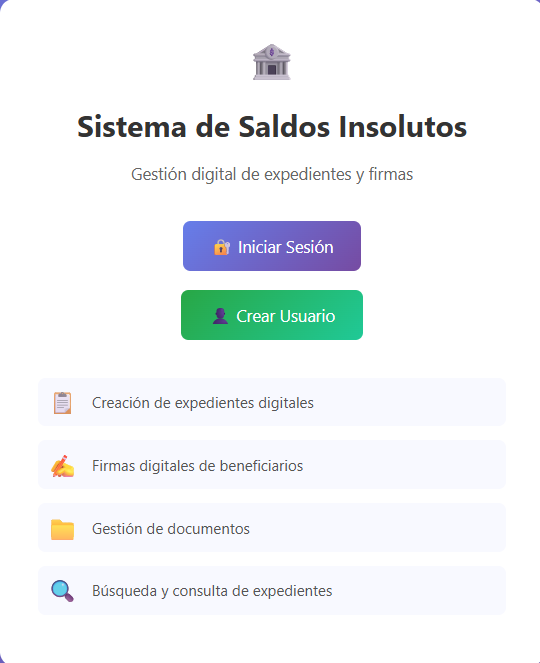 Sistema de Saldos Insolutos
Gestión digital de expedientes y firmas
Iniciar Sesión
Crear Usuario
Creación de expedientes digitales
Firmas digitales de beneficiarios
Gestión de documentos
Búsqueda y consulta de expedientes